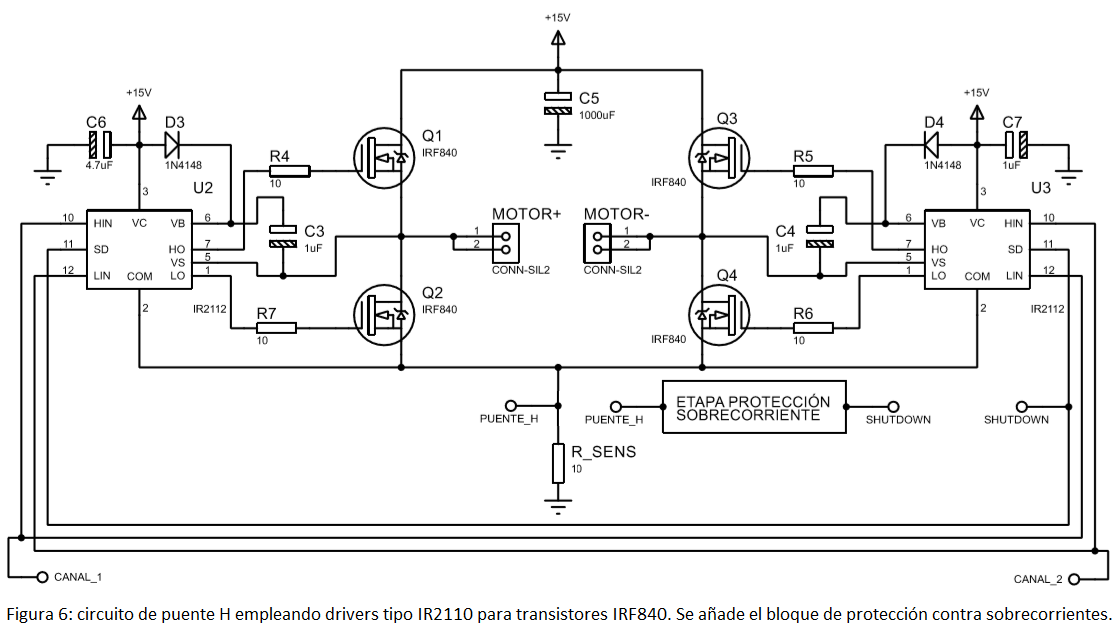 +15V
C5
1000uF
+15V
C6
4.7uF
D3
1N4148
3
U2
10 HIN VC VB 6
11 SD HO 7
VS 5
12 LIN COM LO 1
2
IR2112
R4
10
C3
1uF
R7
10
Q1
IRF840
Q2
IRF840
MOTOR+
1
2
CONN-SIL2
MOTOR-
1
2
CONN-SIL2
Q3
IRF840
Q4
IRF840
R5
10
C4
1uF
R6
10
+15V
D4
1N4148
C7
1uF
3
U3
6 VB VC HIN 10
7 HO SD 11
5 VS
1 LO COM LIN 12
2
IR2112
PUENTE_H
R_SENS
10
PUENTE_H
ETAPA PROTECCIÓN
SOBRECORRIENTE
SHUTDOWN
SHUTDOWN
CANAL_1
CANAL_2
Figura 6: circuito de puente H empleando drivers tipo IR2110 para transistores IRF840. Se añade el bloque de protección contra sobrecorrientes.